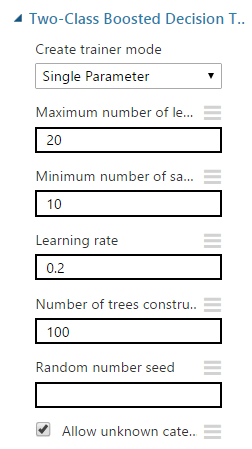 Two-Class Boosted Decision T..
Create trainer mode
Single Parameter
Maximum number of le...
20
Minimum number of sa...
10
Learning rate
0.2
Number of trees constru..
100
Random number seed
Allow unknown cate..